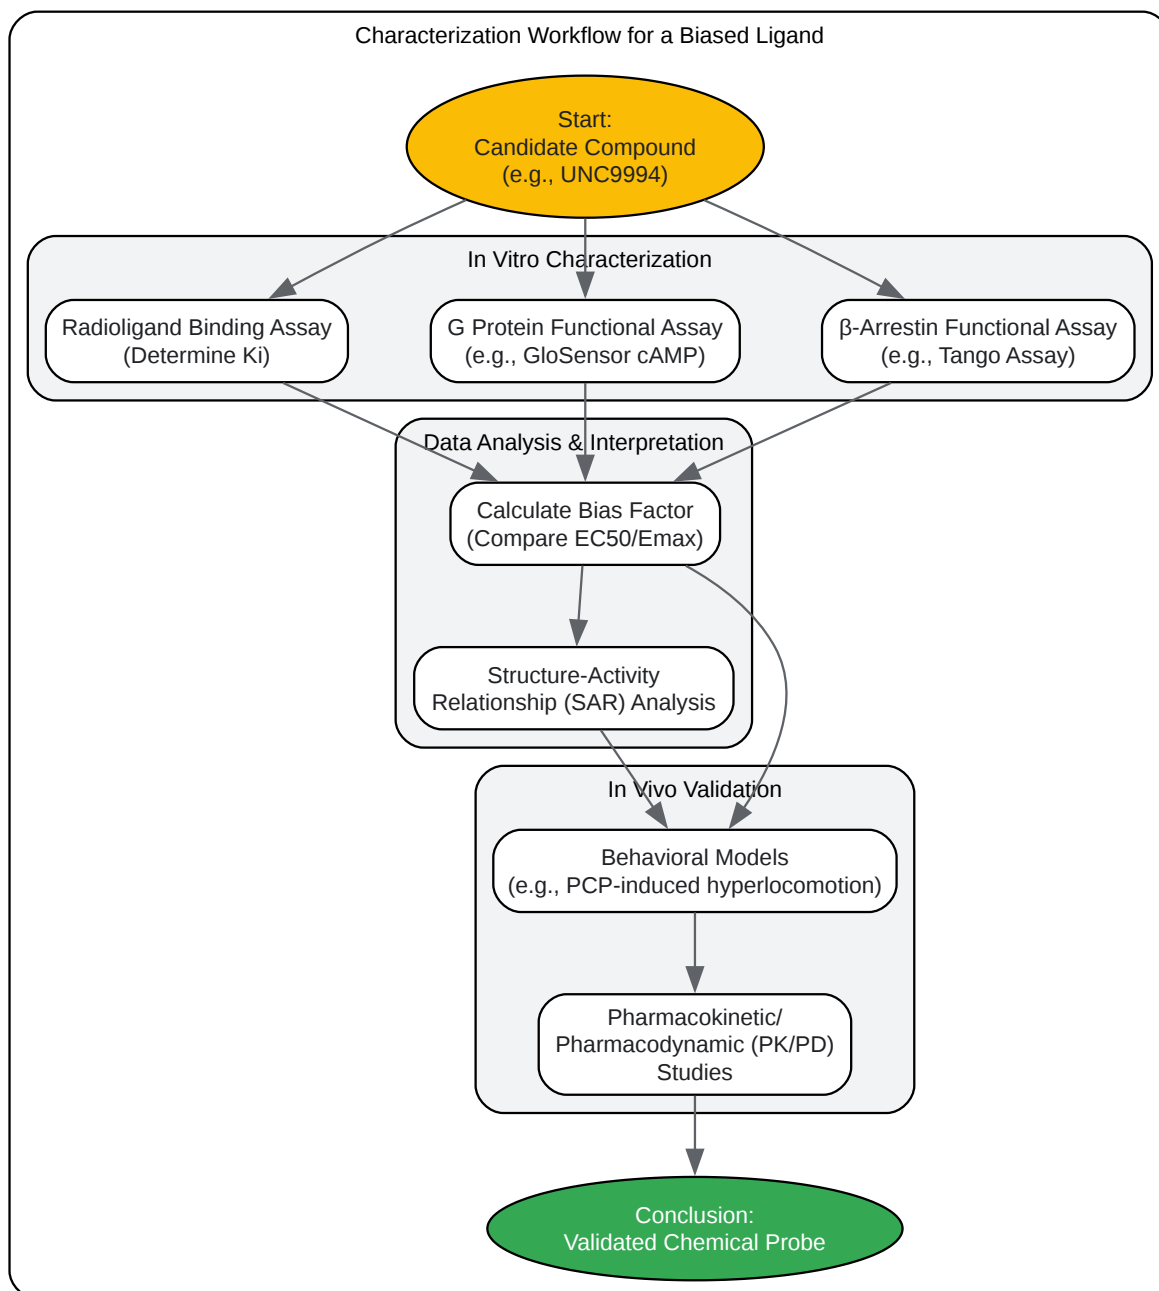 Characterization Workflow for a Biased Ligand
Start:
Candidate Compound
(e.g., UNC9994)
In Vitro Characterization
Radioligand Binding Assay
(Determine Ki)
G Protein Functional Assay
(e.g., GloSensor cAMP)
β-Arrestin Functional Assay
(e.g., Tango Assay)
Data Analysis & Interpretation
Calculate Bias Factor
(Compare EC50/Emax)
Structure-Activity
Relationship (SAR) Analysis
In Vivo Validation
Behavioral Models
(e.g., PCP-induced hyperlocomotion)
Pharmacokinetic/
Pharmacodynamic (PK/PD)
Studies
Conclusion:
Validated Chemical Probe